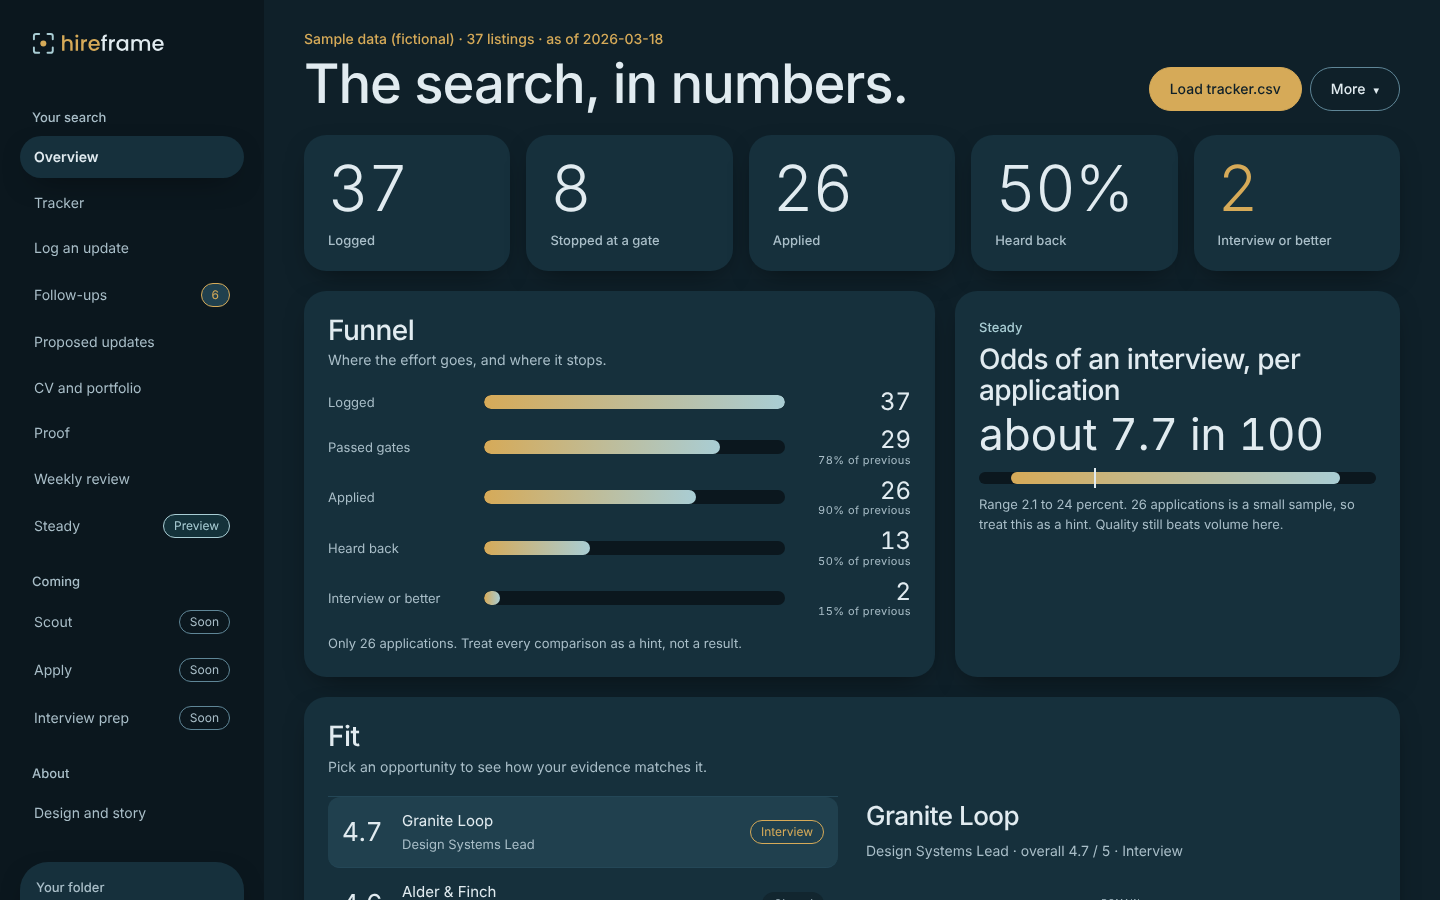 hireframe
Your search
Overview
Tracker
Log an update
Follow-ups 6
Proposed updates
CV and portfolio
Proof
Weekly review
Steady Preview
Coming
Scout Soon
Apply Soon
Interview prep Soon
About
Design and story
Your folder
Sample data (fictional) · 37 listings · as of 2026-03-18
The search, in numbers.
Load tracker.csv
More ▾
37
Logged
8
Stopped at a gate
26
Applied
50%
Heard back
2
Interview or better
Funnel
Where the effort goes, and where it stops.
Logged 37
Passed gates 29
78% of previous
Applied 26
90% of previous
Heard back 13
50% of previous
Interview or better 2
15% of previous
Only 26 applications. Treat every comparison as a hint, not a result.
Steady
Odds of an interview, per
application
about 7.7 in 100
Range 2.1 to 24 percent. 26 applications is a small sample, so
treat this as a hint. Quality still beats volume here.
Fit
Pick an opportunity to see how your evidence matches it.
4.7
Granite Loop
Design Systems Lead
Interview
Alder & Finch
Granite Loop
Design Systems Lead · overall 4.7 / 5 · Interview